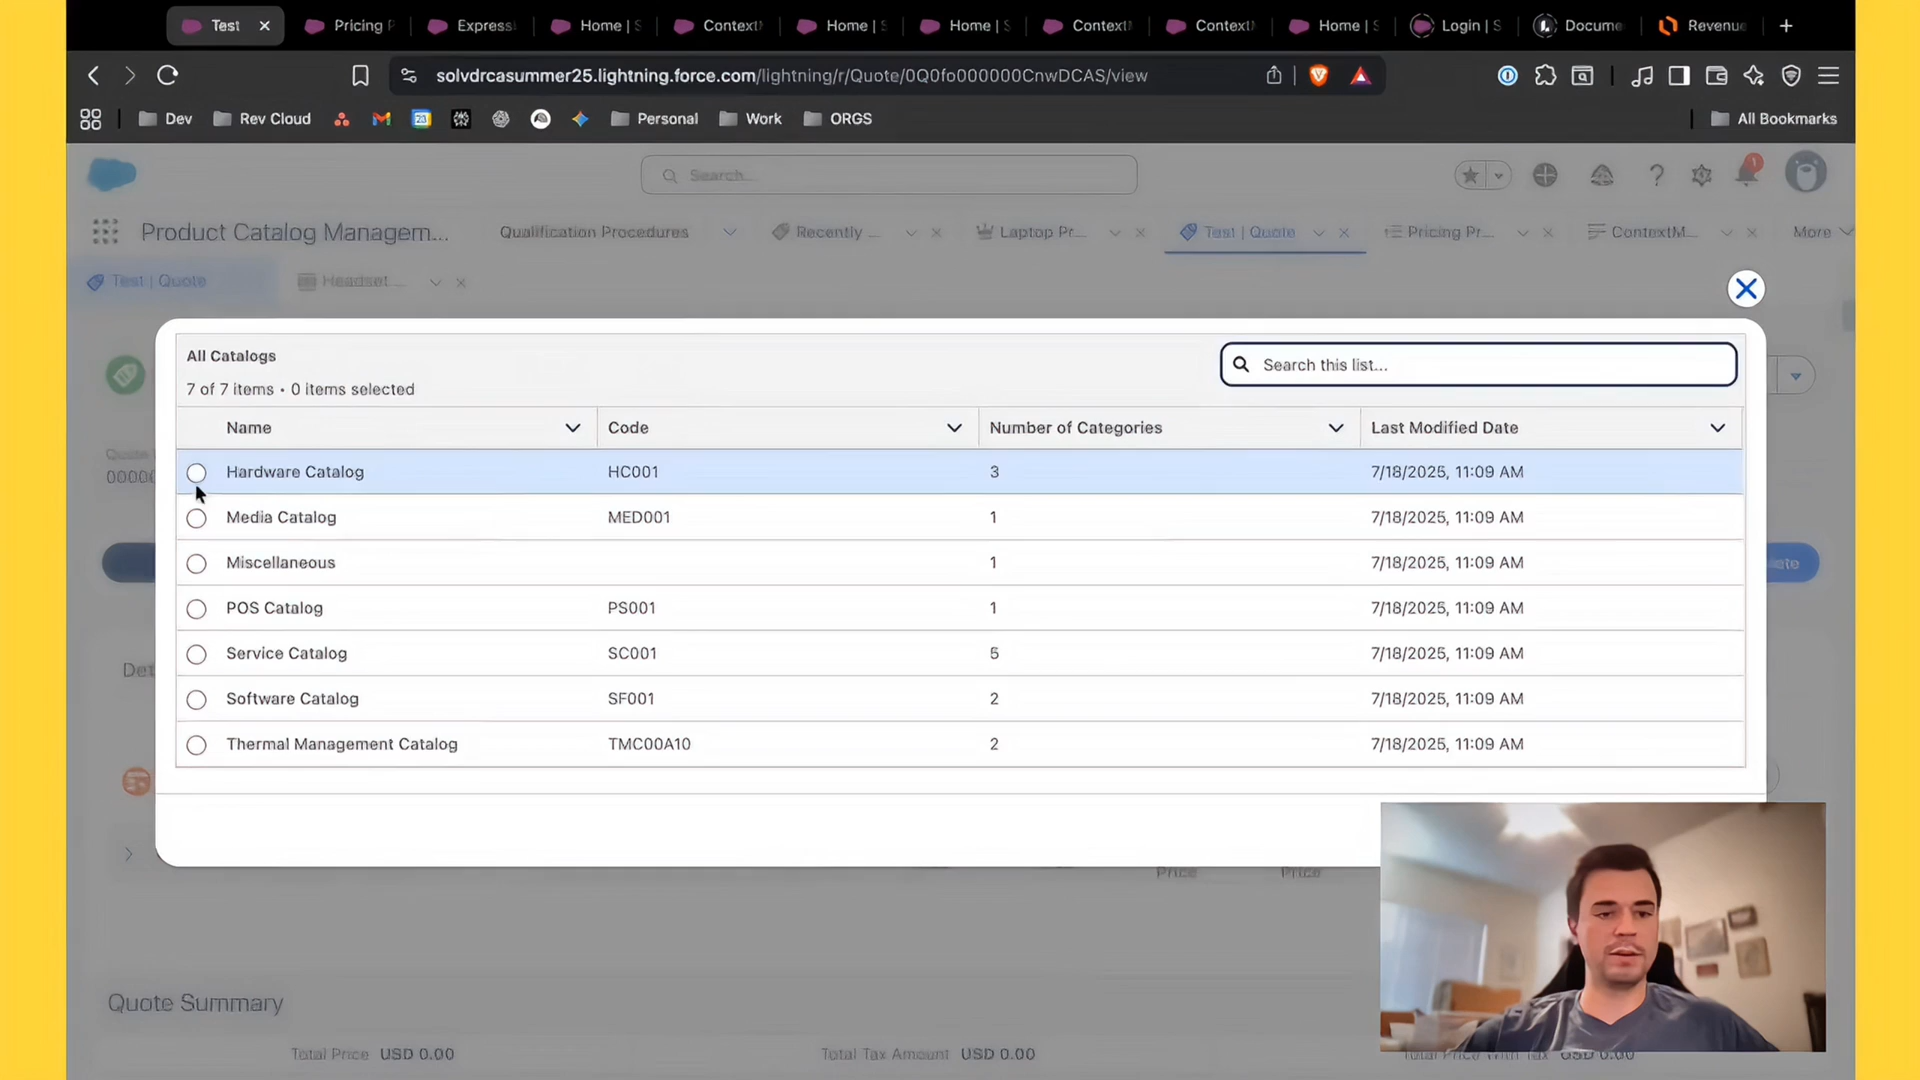 Test
Pricing P
Express
Home | S
Context
Home | S
Home | S
Context
Context
Home | S
Login | S
Docume
Revenue
solvdrcasummer25.lightning.force.com/lightning/r/Quote/0Q0fo000000CnwDCAS/view
Dev
Rev Cloud
31
Personal
Work
ORGS
All Bookmarks
Search...
1
Product Catalog Managem...
Qualification Procedures
Recently ...
Laptop Pr...
Test | Quote
Pricing Pr...
ContextM...
More
Test | Quote
Headset ...
All Catalogs
7 of 7 items • 0 items selected
Search this list...
Name
Code
Number of Categories
Last Modified Date
Hardware Catalog
HC001
3
7/18/2025, 11:09 AM
Media Catalog
MED001
1
7/18/2025, 11:09 AM
Miscellaneous
1
7/18/2025, 11:09 AM
POS Catalog
PS001
1
7/18/2025, 11:09 AM
Service Catalog
SC001
5
7/18/2025, 11:09 AM
Software Catalog
SF001
2
7/18/2025, 11:09 AM
Thermal Management Catalog
TMC00A10
2
7/18/2025, 11:09 AM
Quote
00000
Det
Price
Price
Quote Summary
Total Price USD 0.00
Total Tax Amount USD 0.00
Total Price With Tax USD 0.00